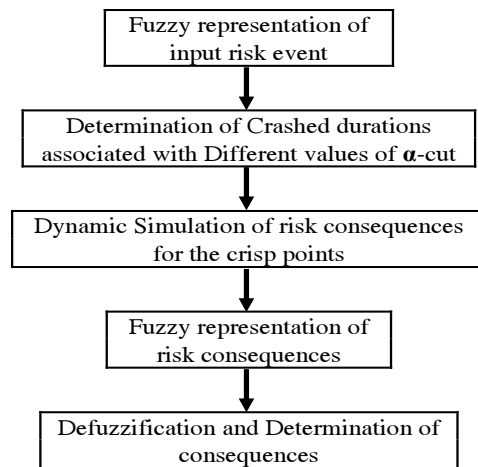 Fuzzy representation of
input risk event
Determination of Crashed durations
associated with Different values of α-cut
Dynamic Simulation of risk consequences
for the crisp points
Fuzzy representation of
risk consequences
Defuzzification and Determination of
consequences